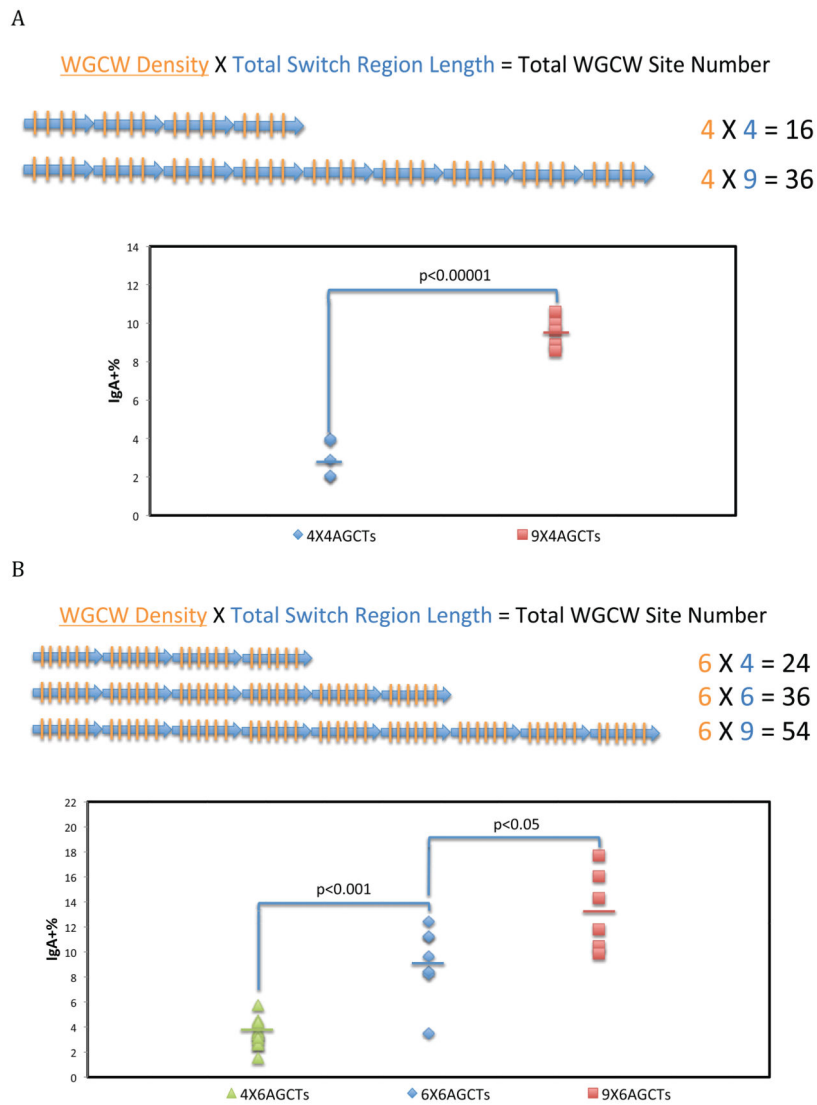 A
WGCW Density X Total Switch Region Length = Total WGCW Site Number
4 X 4 = 16
4 X 9 = 36
14
12
10
8
6
4
2
0
IgA+%
p<0.00001
4X4AGCTs
9X4AGCTs
B
WGCW Density X Total Switch Region Length = Total WGCW Site Number
6 X 4 = 24
6 X 6 = 36
6 X 9 = 54
22
20
18
16
14
12
10
8
6
4
2
0
IgA+%
p<0.001
p<0.05
4X6AGCTs
6X6AGCTs
9X6AGCTs